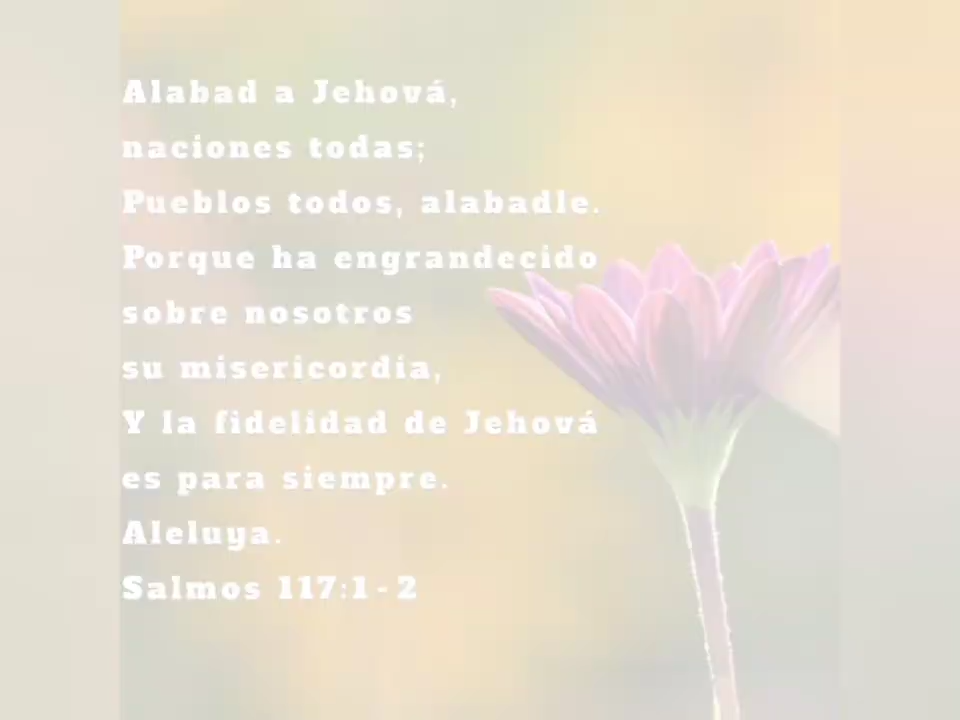 Alabad a Jehová,
naciones todas;
Pueblos todos, alabadle.
Porque ha engrandecido
sobre nosotros
su misericordia,
Y la fidelidad de Jehová
es para siempre.
Aleluya.
Salmos 117:1-2